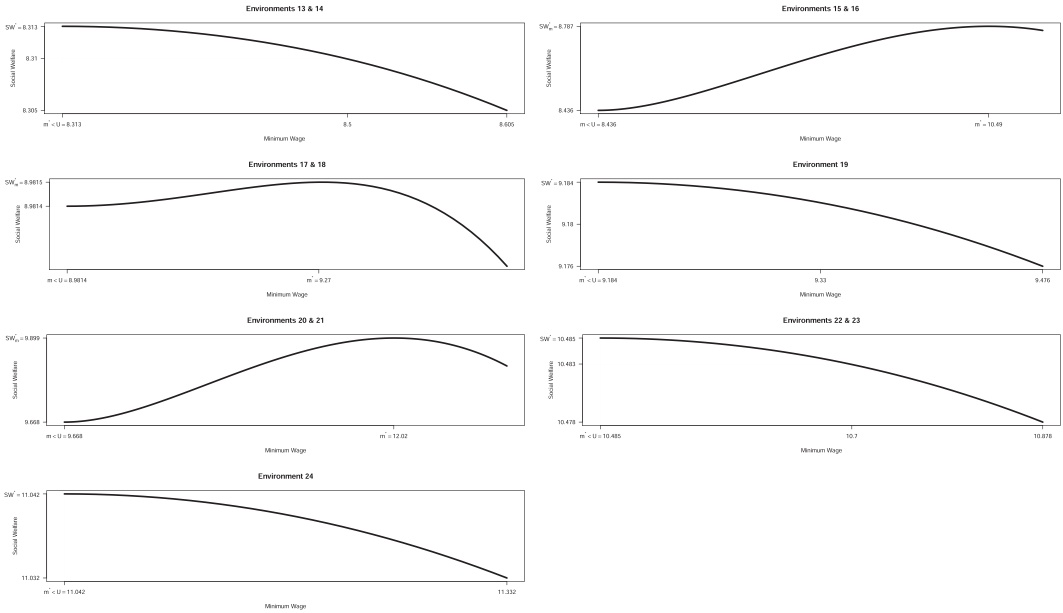 Environments 13 & 14
SW* = 8.313
8.31
8.305
Social Welfare
m* < U = 8.313
8.5
8.605
Minimum Wage
Environments 15 & 16
SW*m = 8.787
8.436
Social Welfare
m < U = 8.436
m* = 10.49
Minimum Wage
Environments 17 & 18
SW*m = 8.9815
8.9814
Social Welfare
m < U = 8.9814
m* = 9.27
Minimum Wage
Environment 19
SW* = 9.184
9.18
9.176
Social Welfare
m* < U = 9.184
9.33
9.476
Minimum Wage
Environments 20 & 21
SW*m = 9.899
9.668
Social Welfare
m < U = 9.668
m* = 12.02
Minimum Wage
Environments 22 & 23
SW* = 10.485
10.483
10.478
Social Welfare
m* < U = 10.485
10.7
10.878
Minimum Wage
Environment 24
SW* = 11.042
11.032
Social Welfare
m* < U = 11.042
11.332
Minimum Wage